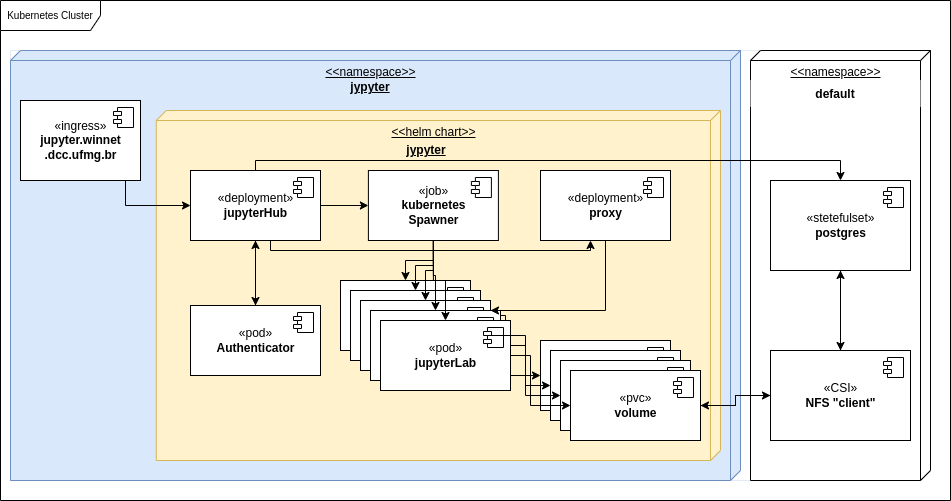 Kubernetes Cluster
<<namespace>>
jypyter
<<namespace>>
default
«ingress»
jupyter.winnet
.dcc.ufmg.br
<<helm chart>>
jypyter
«deployment»
jupyterHub
«job»
kubernetes
Spawner
«deployment»
proxy
«stetefulset»
postgres
«pod»
Authenticator
«pod»
jupyterLab
«pvc»
volume
«CSI»
NFS "client"